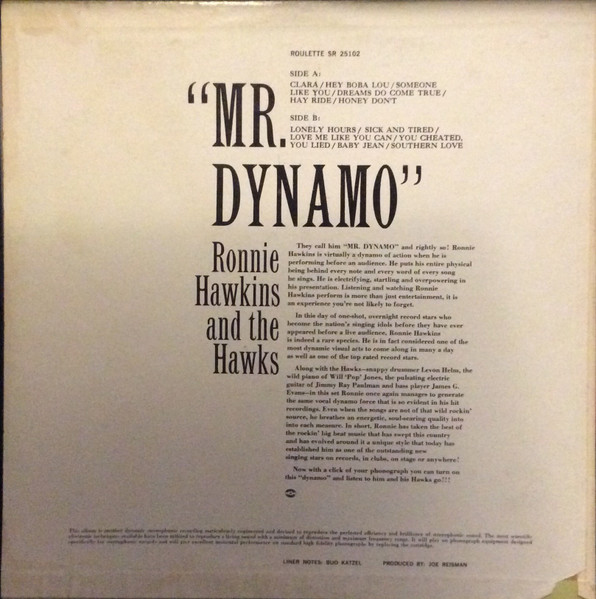 ROULETTE SR 25102
SIDE A:
CLARA/HEY BOBA LOU/SOMEONE
LIKE YOU/DREAMS DO COME TRUE/
HAY RIDE/HONEY DON'T
SIDE B:
LONELY HOURS/ SICK AND TIRED/
LOVE ME LIKE YOU CAN/YOU CHEATED,
YOU LIED/BABY JEAN/SOUTHERN LOVE
"MR.
DYNAMO"
Ronnie
Hawkins
and the
Hawks
They call him "MR. DYNAMO" and rightly so! Ronnie
Hawkins is virtually a dynamo of action when he is
performing before an audience. He puts his entire physical
being behind every note and every word of every song
he sings. He is electrifying, startling and overpowering in
his presentation. Listening and watching Ronnie
Hawkins perform is more than just entertainment, it is
an experience you're not likely to forget.
In this day of one-shot, overnight record stars who
become the nation's singing idols before they have ever
appeared before a live audience, Ronnie Hawkins
is indeed a rare species. He is in fact considered one of the
most dynamic visual acts to come along in many a day
as well as one of the top rated record stars.
Along with the Hawks—snappy drummer Levon Helm, the
wild piano of Will 'Pop' Jones, the pulsating electric
guitar of Jimmy Ray Paulman and bass player James G.
Evans—in this set Ronnie once again manages to generate
the same vocal dynamo force that is so evident in his hit
recordings. Even when the songs are not of that wild rockin'
source, he breathes an energetic, soul-searing quality into
into each measure. In short, Ronnie has taken the best of
the rockin' big beat music that has swept this country
and has evolved around it a unique style that today has
established him as one of the outstanding new
singing stars on records, in clubs, on stage or anywhere!
Now with a click of your phonograph you can turn on
this "dynamo" and listen to him and his Hawks go!!!
This album is another dynamic stereophonic recording
LINER NOTES: BUD KATZEL PRODUCED BY: JOE REISMAN